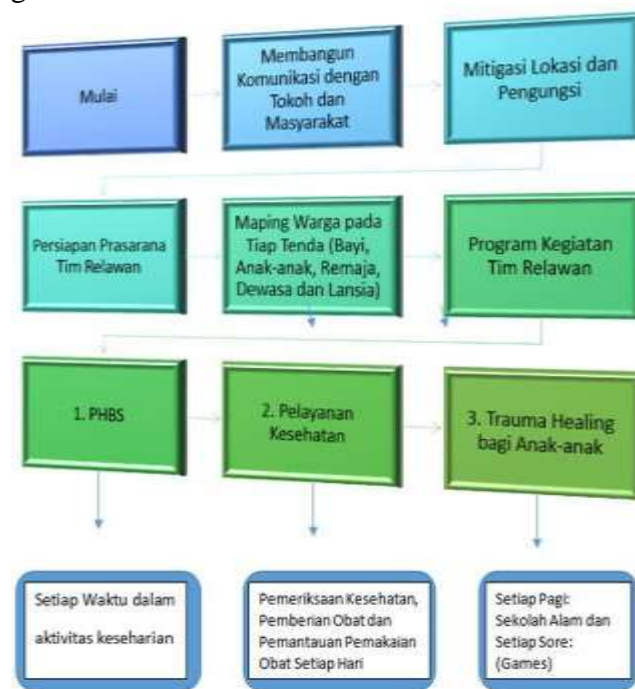 Mulai
Membangun
Komunikasi dengan
Tokoh dan
Masyarakat
Mitigasi Lokasi dan
Pengungsi
Persiapan Prasarana
Tim Relawan
Maping Warga pada
Tiap Tenda (Bayi,
Anak-anak, Remaja,
Dewasa dan Lansia)
Program Kegiatan
Tim Relawan
1. PHBS
2. Pelayanan
Kesehatan
3. Trauma Healing
bagi Anak-anak
Setiap Waktu dalam
aktivitas keseharian
Pemeriksaan Kesehatan,
Pemberian Obat dan
Pemantauan Pemakaian
Obat Setiap Hari
Setiap Pagi:
Sekolah Alam dan
Setiap Sore:
(Games)